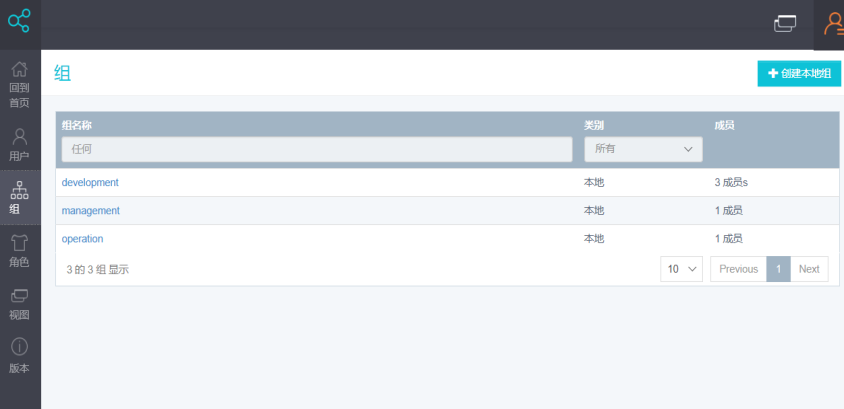 组
创建本地组
回到
首页
用户
组
角色
视图
版本
组名称 类别 成员
任何 所有
development 本地 3 成员s
management 本地 1 成员
operation 本地 1 成员
3 的 3 组 显示 10 Previous 1 Next